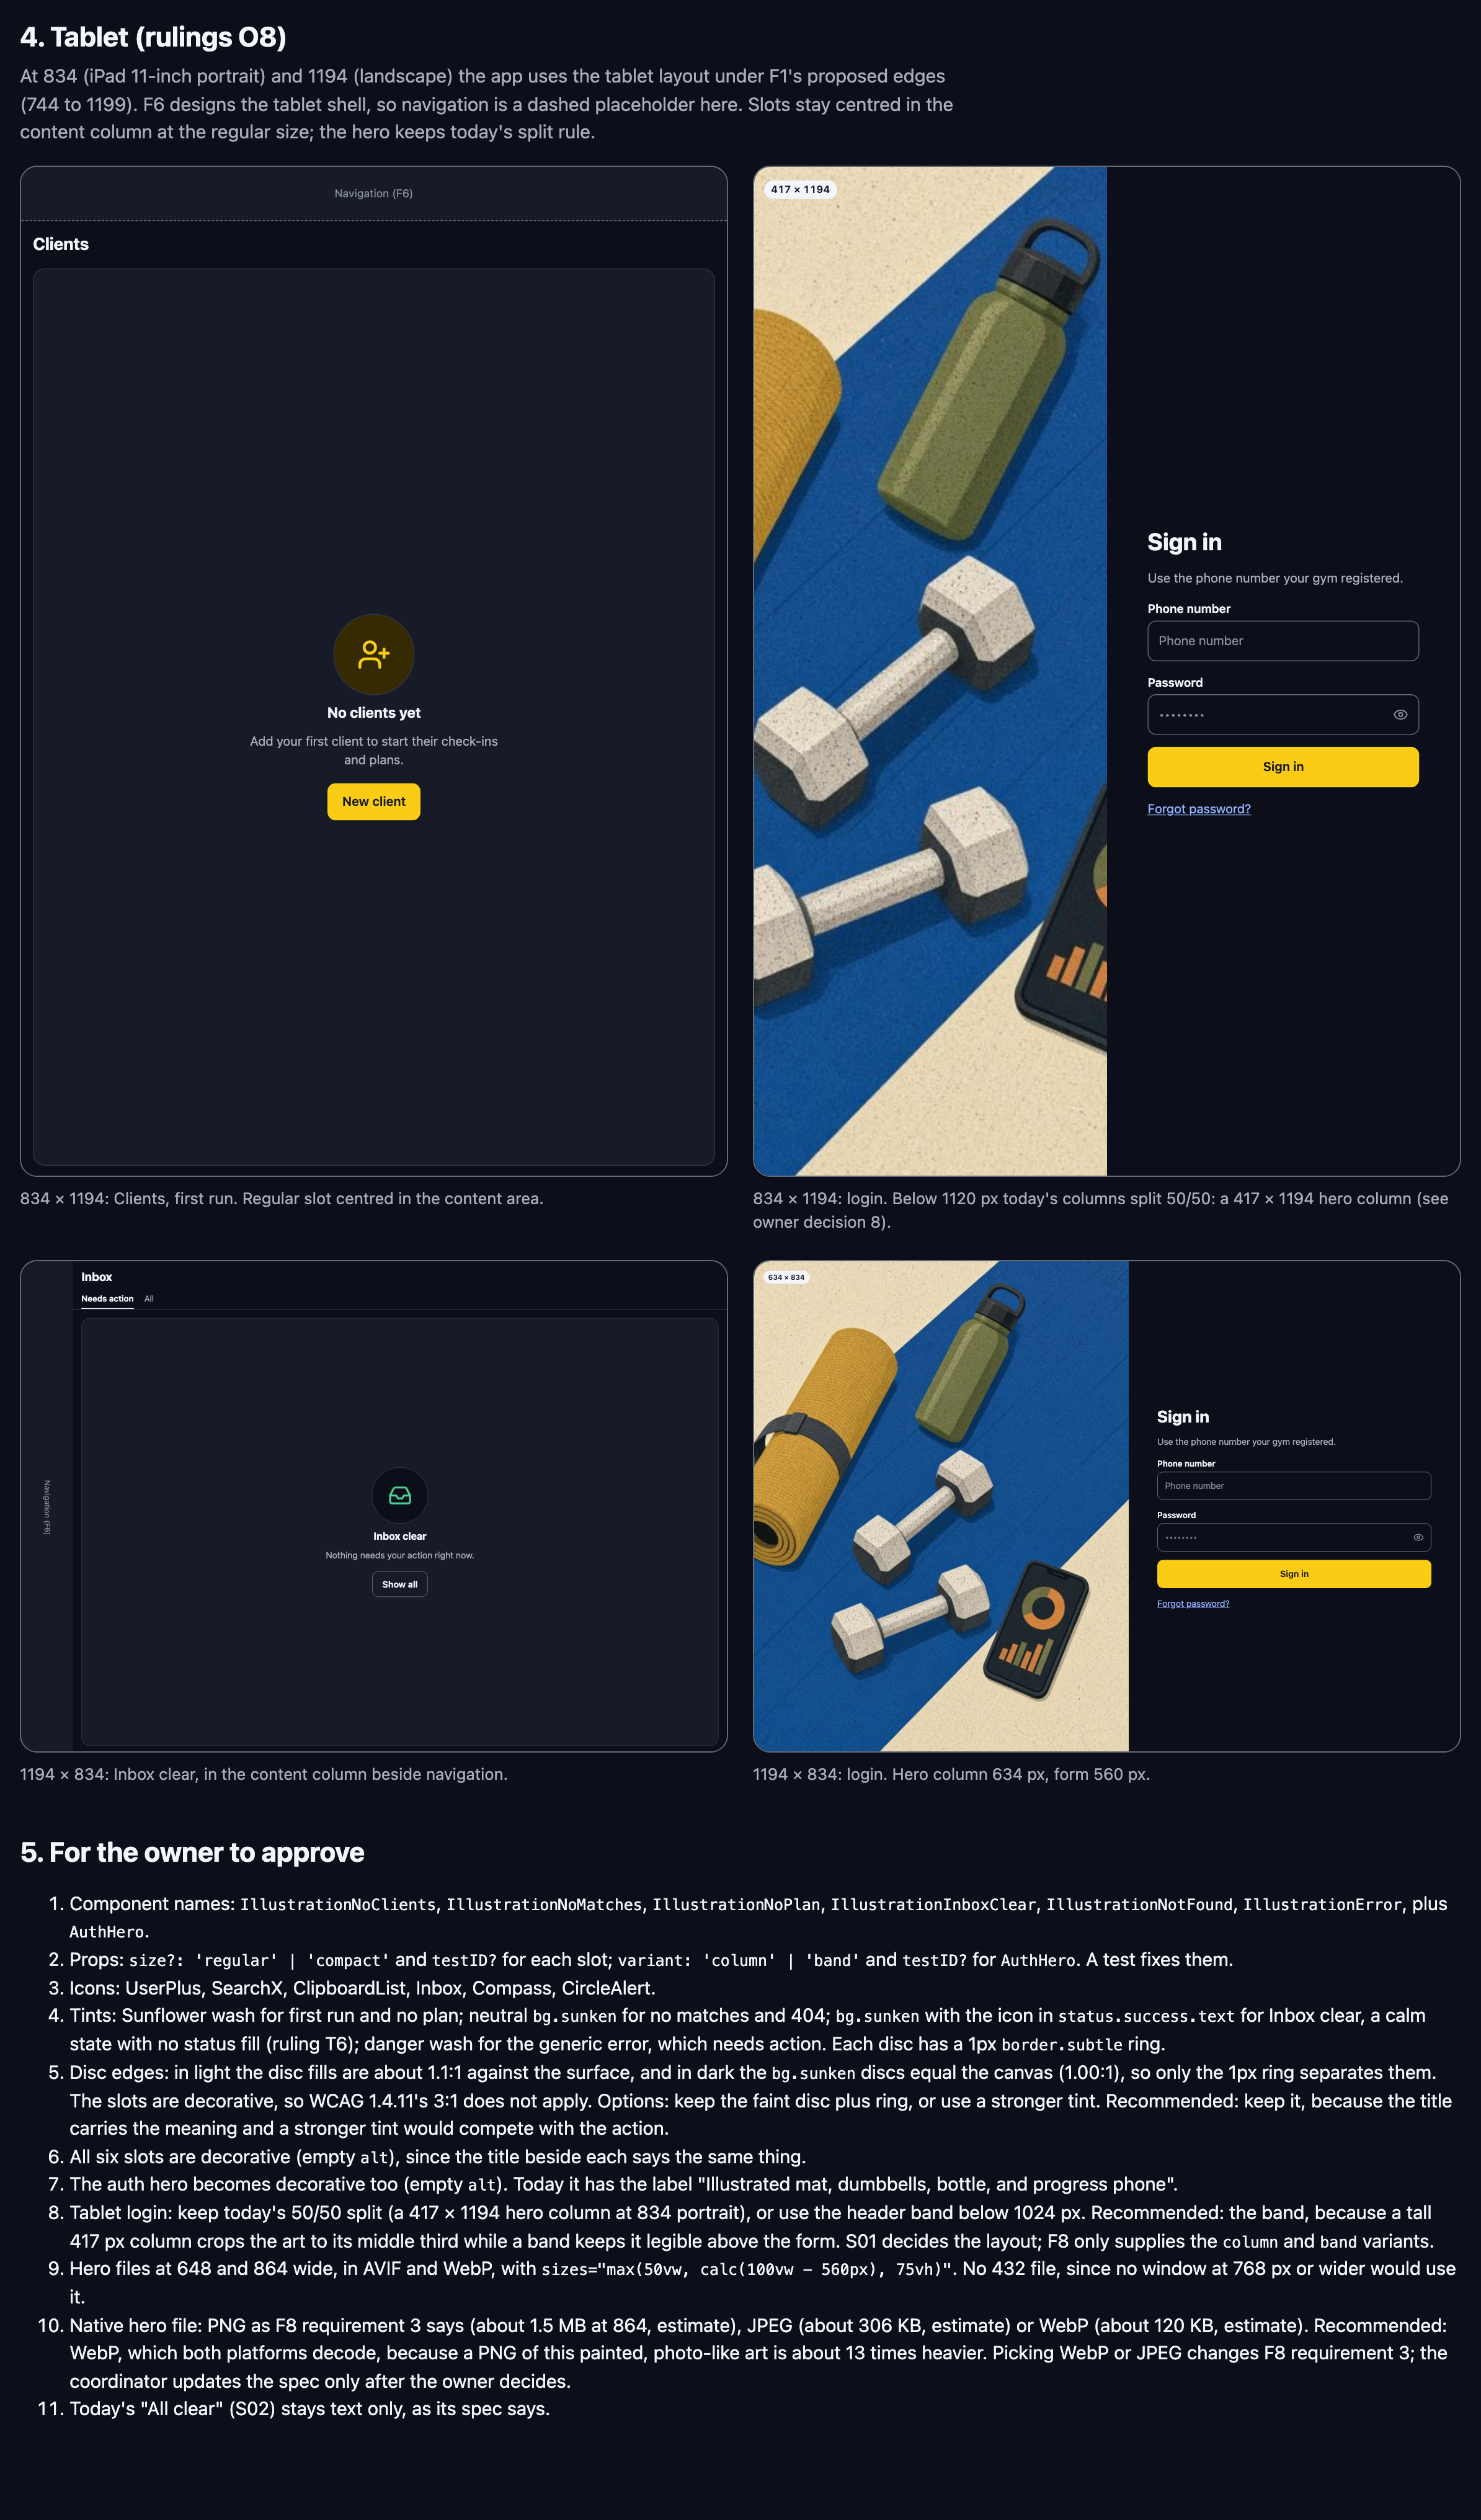 4. Tablet (rulings O8)
At 834 (iPad 11-inch portrait) and 1194 (landscape) the app uses the tablet layout under F1's proposed edges
(744 to 1199). F6 designs the tablet shell, so navigation is a dashed placeholder here. Slots stay centred in the
content column at the regular size; the hero keeps today's split rule.
Navigation (F6)
Clients
No clients yet
Add your first client to start their check-ins
and plans.
New client
834 × 1194: Clients, first run. Regular slot centred in the content area.
417 × 1194
Sign in
Use the phone number your gym registered.
Phone number
Phone number
Password
••••••••
Sign in
Forgot password?
834 × 1194: login. Below 1120 px today's columns split 50/50: a 417 × 1194 hero column (see
owner decision 8).
Navigation (F6)
Inbox
Needs action All
Inbox clear
Nothing needs your action right now.
Show all
1194 × 834: Inbox clear, in the content column beside navigation.
634 × 834
Sign in
Use the phone number your gym registered.
Phone number
Phone number
Password
••••••••
Sign in
Forgot password?
1194 × 834: login. Hero column 634 px, form 560 px.
5. For the owner to approve
1. Component names: IllustrationNoClients, IllustrationNoMatches, IllustrationNoPlan, IllustrationInboxClear, IllustrationNotFound, IllustrationError, plus
AuthHero.
2. Props: size?: 'regular' | 'compact' and testID? for each slot; variant: 'column' | 'band' and testID? for AuthHero. A test fixes them.
3. Icons: UserPlus, SearchX, ClipboardList, Inbox, Compass, CircleAlert.
4. Tints: Sunflower wash for first run and no plan; neutral bg.sunken for no matches and 404; bg.sunken with the icon in status.success.text for Inbox clear, a calm
state with no status fill (ruling T6); danger wash for the generic error, which needs action. Each disc has a 1px border.subtle ring.
5. Disc edges: in light the disc fills are about 1.1:1 against the surface, and in dark the bg.sunken discs equal the canvas (1.00:1), so only the 1px ring separates them.
The slots are decorative, so WCAG 1.4.11's 3:1 does not apply. Options: keep the faint disc plus ring, or use a stronger tint. Recommended: keep it, because the title
carries the meaning and a stronger tint would compete with the action.
6. All six slots are decorative (empty alt), since the title beside each says the same thing.
7. The auth hero becomes decorative too (empty alt). Today it has the label "Illustrated mat, dumbbells, bottle, and progress phone".
8. Tablet login: keep today's 50/50 split (a 417 × 1194 hero column at 834 portrait), or use the header band below 1024 px. Recommended: the band, because a tall
417 px column crops the art to its middle third while a band keeps it legible above the form. S01 decides the layout; F8 only supplies the column and band variants.
9. Hero files at 648 and 864 wide, in AVIF and WebP, with sizes="max(50vw, calc(100vw − 560px), 75vh)". No 432 file, since no window at 768 px or wider would use
it.
10. Native hero file: PNG as F8 requirement 3 says (about 1.5 MB at 864, estimate), JPEG (about 306 KB, estimate) or WebP (about 120 KB, estimate). Recommended:
WebP, which both platforms decode, because a PNG of this painted, photo-like art is about 13 times heavier. Picking WebP or JPEG changes F8 requirement 3; the
coordinator updates the spec only after the owner decides.
11. Today's "All clear" (S02) stays text only, as its spec says.